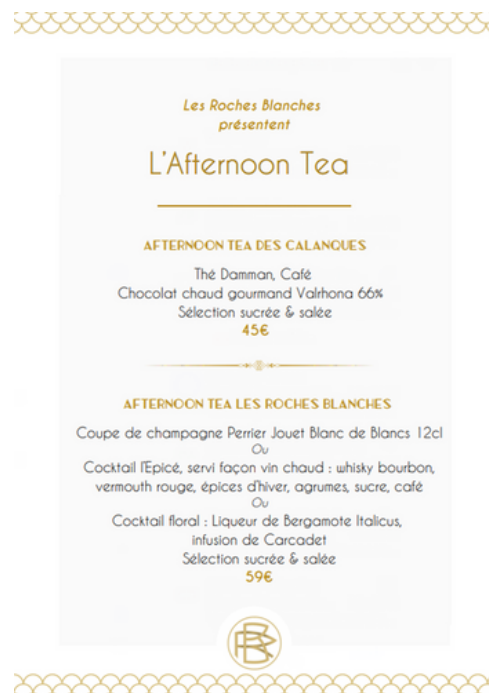 Les Roches Blanches
présentent
L'Afternoon Tea
AFTERNOON TEA DES CALANQUES
Thé Damman, Café
Chocolat chaud gourmand Valrhona 66%
Sélection sucrée & salée
45€
AFTERNOON TEA LES ROCHES BLANCHES
Coupe de champagne Perrier Jouet Blanc de Blancs 12cl
Ou
Cocktail l'Epicé, servi façon vin chaud : whisky bourbon,
vermouth rouge, épices d'hiver, agrumes, sucre, café
Ou
Cocktail floral : Liqueur de Bergamote Italicus,
infusion de Carcadet
Sélection sucrée & salée
59€